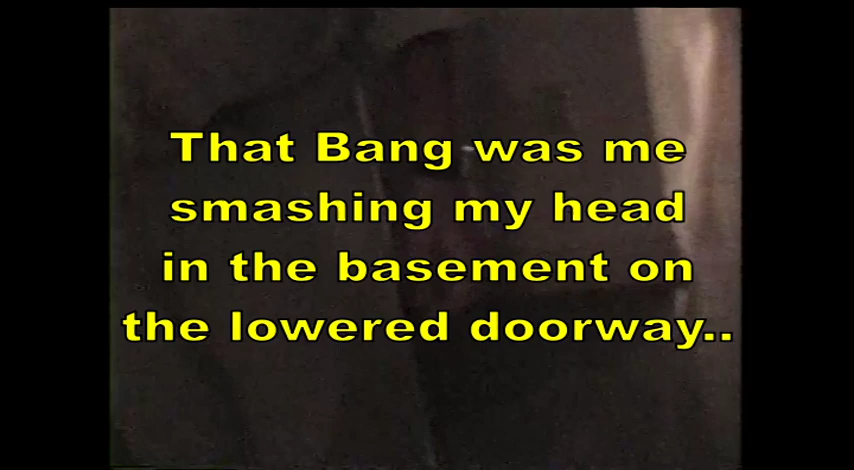 That Bang was me
smashing my head
in the basement on
the lowered doorway..